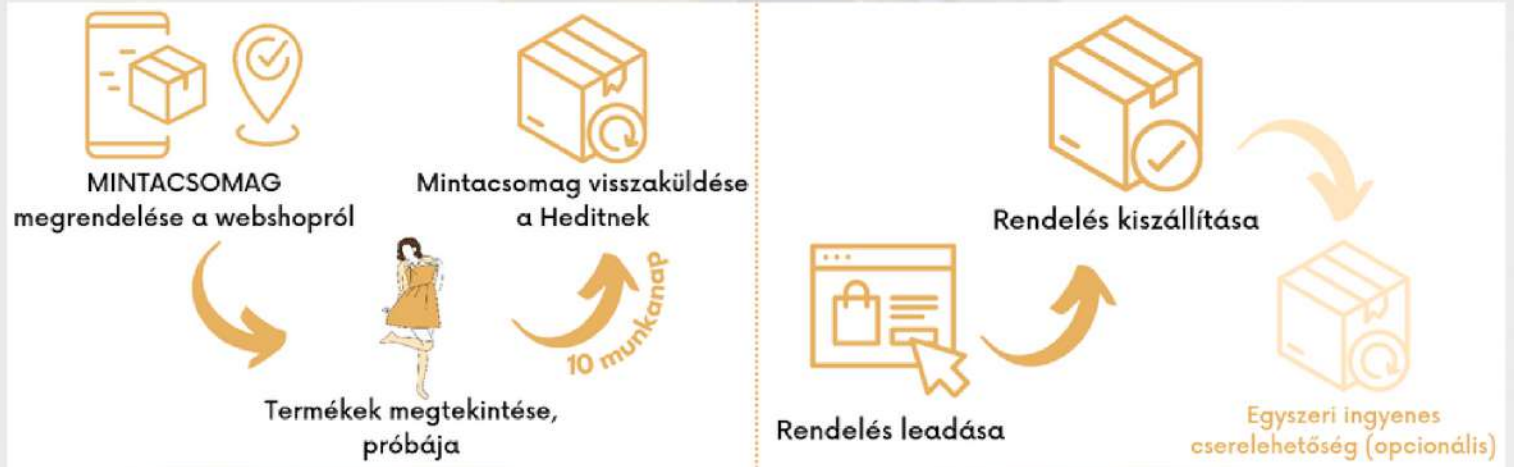 MINTACSOMAG
megrendelése a webshopról
Termékek megtekintése,
próbája
10 munkanap
Mintacsomag visszaküldése
a Heditnek
Rendelés leadása
Rendelés kiszállítása
Egyszeri ingyenes
cserelehetőség (opcionális)